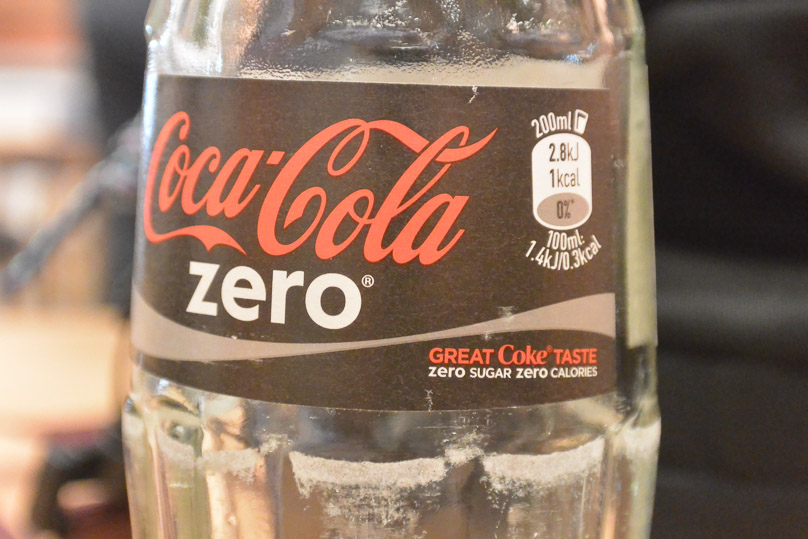 Coca-Cola
zero®
200ml
2.8kJ
1kcal
0%*
100ml:
1.4kJ/0.3kcal
GREAT Coke® TASTE
zero SUGAR zero CALORIES